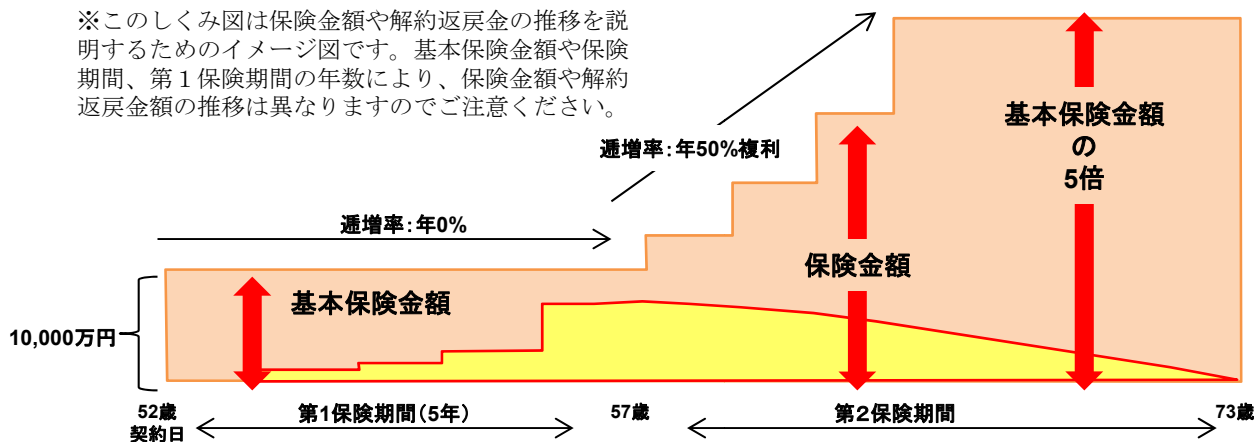 ※このしくみ図は保険金額や解約返戻金の推移を説
明するためのイメージ図です。基本保険金額や保険
期間、第１保険期間の年数により、保険金額や解約
返戻金額の推移は異なりますのでご注意ください。
逓増率：年50%複利
基本保険金額
の
5倍
逓増率：年0%
保険金額
基本保険金額
10,000万円
52歳
契約日
第1保険期間（5年）
57歳
第2保険期間
73歳